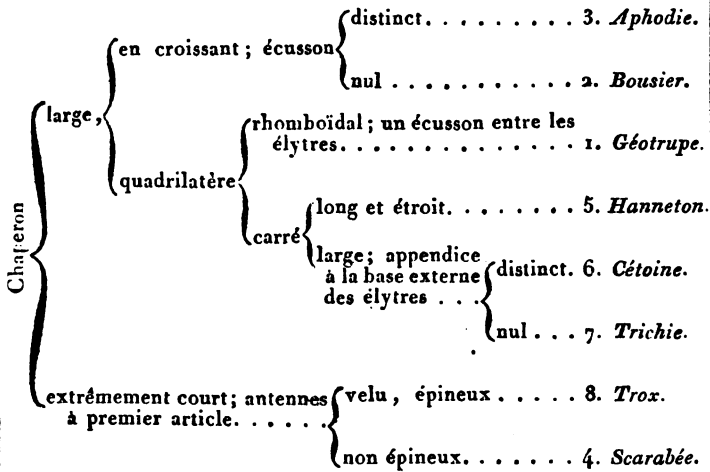 distinct. . . . . . . . . . 3. Aphodie.
en croissant ; écusson
nul . . . . . . . . . . . 2. Bousier.
large,
rhomboïdal ; un écusson entre les
élytres. . . . . . . . . . . . . . 1. Géotrupe.
quadrilatère
long et étroit. . . . . . . . 5. Hanneton.
carré
large ; appendice
à la base externe
des élytres . . .
distinct. 6. Cétoine.
nul . . . 7. Trichie.
Chaperon
extrêmement court ; antennes
à premier article. . . . . .
velu, épineux . . . . . 8. Trox.
non épineux. . . . . . . 4. Scarabée.